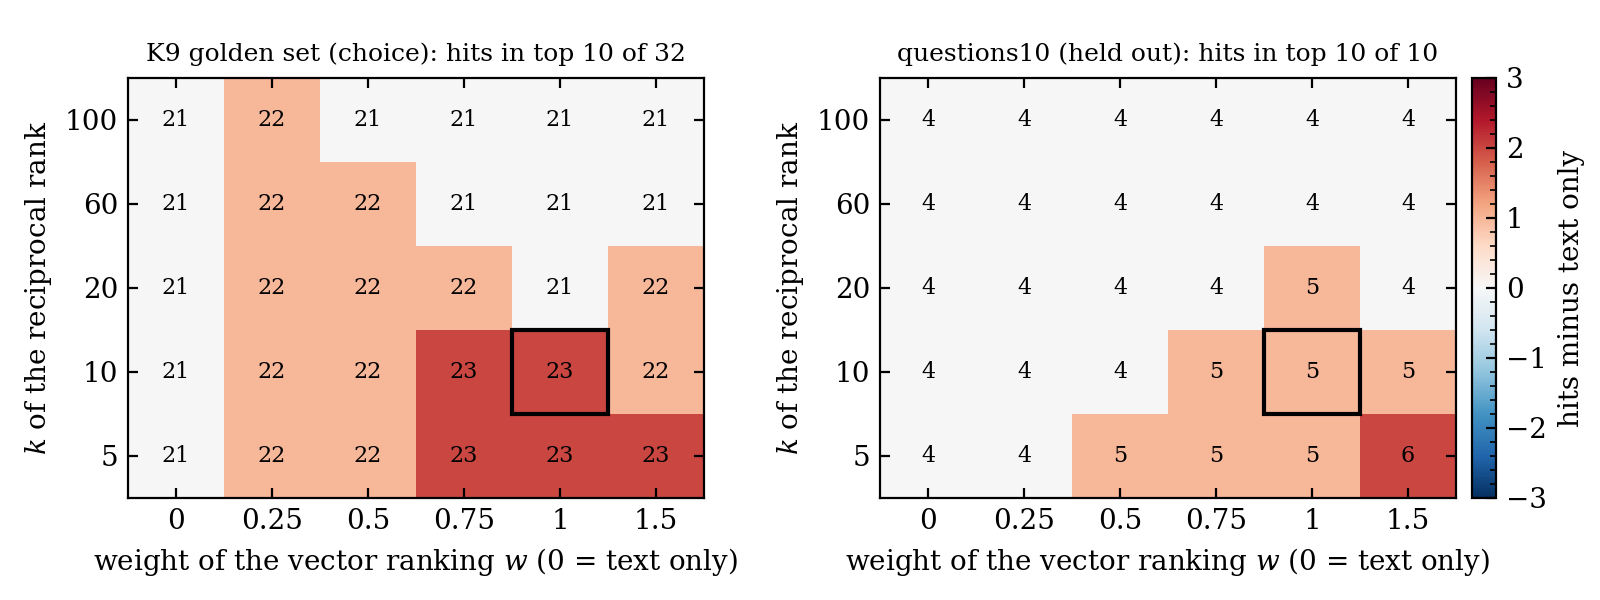 K9 golden set (choice): hits in top 10 of 32
k of the reciprocal rank
100 21 22 21 21 21 21
60 21 22 22 21 21 21
20 21 22 22 22 21 22
10 21 22 22 23 23 22
5 21 22 22 23 23 23
0 0.25 0.5 0.75 1 1.5
weight of the vector ranking w (0 = text only)
questions10 (held out): hits in top 10 of 10
k of the reciprocal rank
100 4 4 4 4 4 4
60 4 4 4 4 4 4
20 4 4 4 4 5 4
10 4 4 4 5 5 5
5 4 4 5 5 5 6
0 0.25 0.5 0.75 1 1.5
weight of the vector ranking w (0 = text only)
3
2
1
0
−1
−2
−3
hits minus text only